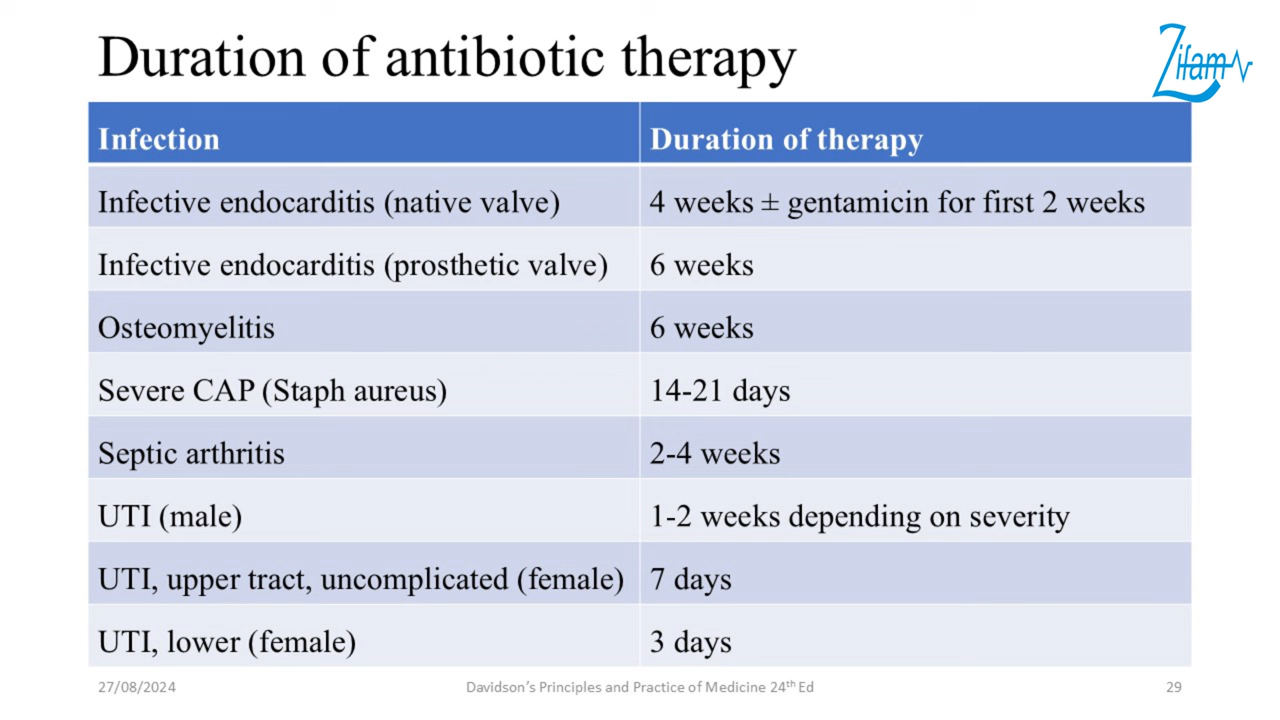 Duration of antibiotic therapy
Zifam
Infection Duration of therapy
Infective endocarditis (native valve) 4 weeks ± gentamicin for first 2 weeks
Infective endocarditis (prosthetic valve) 6 weeks
Osteomyelitis 6 weeks
Severe CAP (Staph aureus) 14-21 days
Septic arthritis 2-4 weeks
UTI (male) 1-2 weeks depending on severity
UTI, upper tract, uncomplicated (female) 7 days
UTI, lower (female) 3 days
27/08/2024 Davidson’s Principles and Practice of Medicine 24th Ed 29